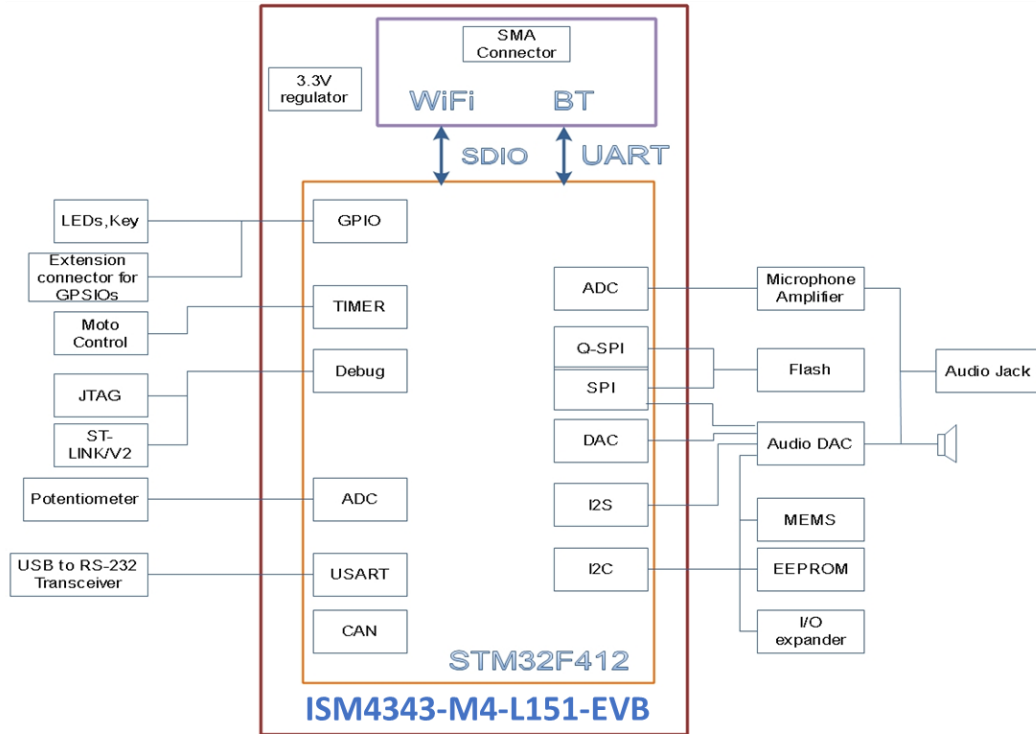 SMA
Connector
3.3V
regulator
WiFi
BT
SDIO
UART
LEDs,Key
GPIO
Extension
connector for
GPSIOs
ADC
Microphone
Amplifier
TIMER
Moto
Control
Q-SPI
Debug
Flash
Audio Jack
JTAG
SPI
ST-
LINK/V2
DAC
Audio DAC
Potentiometer
ADC
I2S
MEMS
USB to RS-232
Transceiver
USART
I2C
EEPROM
CAN
I/O
expander
STM32F412
ISM4343-M4-L151-EVB